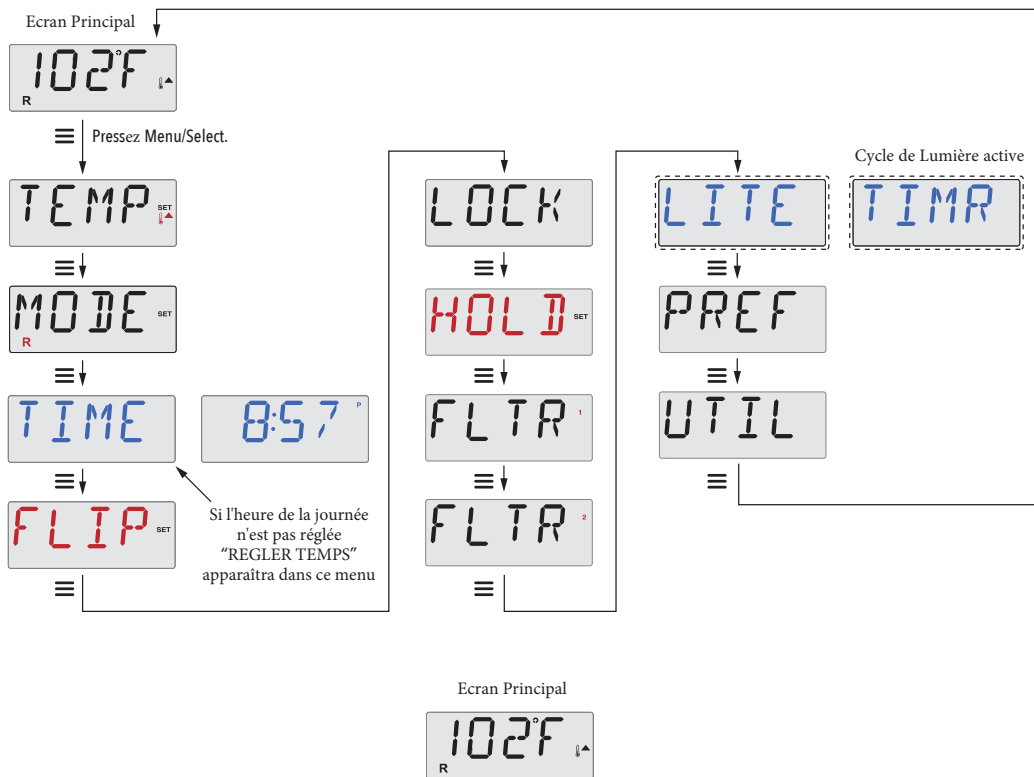 Ecran Principal
102°F
R
Pressez Menu/Select.
TEMP SET
MODE SET
R
TIME
8:57 P
FLIP SET
Si l'heure de la journée
n'est pas réglée
“REGLER TEMPS”
apparaîtra dans ce menu
LOCK
HOLD SET
FLTR 1
FLTR 2
Cycle de Lumière active
LITE
TIMR
PREF
UTIL
Ecran Principal
102°F
R